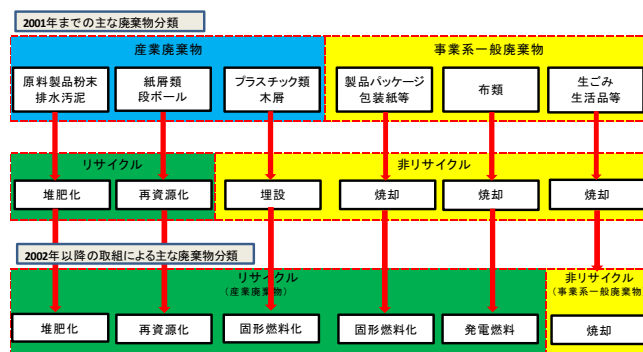 2001年までの主な廃棄物分類
産業廃棄物
事業系一般廃棄物
原料製品粉末
排水汚泥
紙屑類
段ボール
プラスチック類
木屑
製品パッケージ
包装紙等
布類
生ごみ
生活品等
リサイクル
非リサイクル
堆肥化
再資源化
埋設
焼却
焼却
焼却
2002年以降の取組による主な廃棄物分類
リサイクル
(産業廃棄物)
非リサイクル
(事業系一般廃棄物)
堆肥化
再資源化
固形燃料化
固形燃料化
発電燃料
焼却